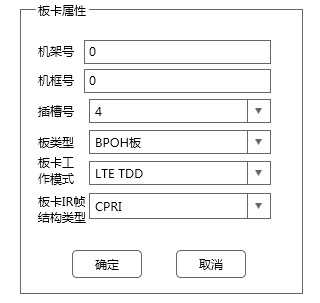 板卡属性
机架号 0
机框号 0
插槽号 4
板类型 BPOH板
板卡工
作模式 LTE TDD
板卡IR帧
结构类型 CPRI
确定 取消